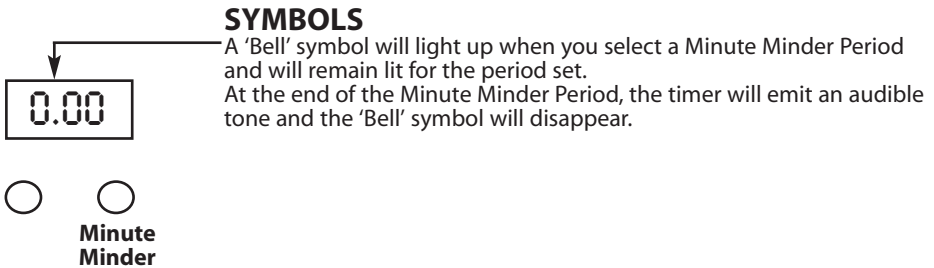 SYMBOLS
A ‘Bell’ symbol will light up when you select a Minute Minder Period
and will remain lit for the period set.
At the end of the Minute Minder Period, the timer will emit an audible
tone and the ‘Bell’ symbol will disappear.
0.00
Minute
Minder